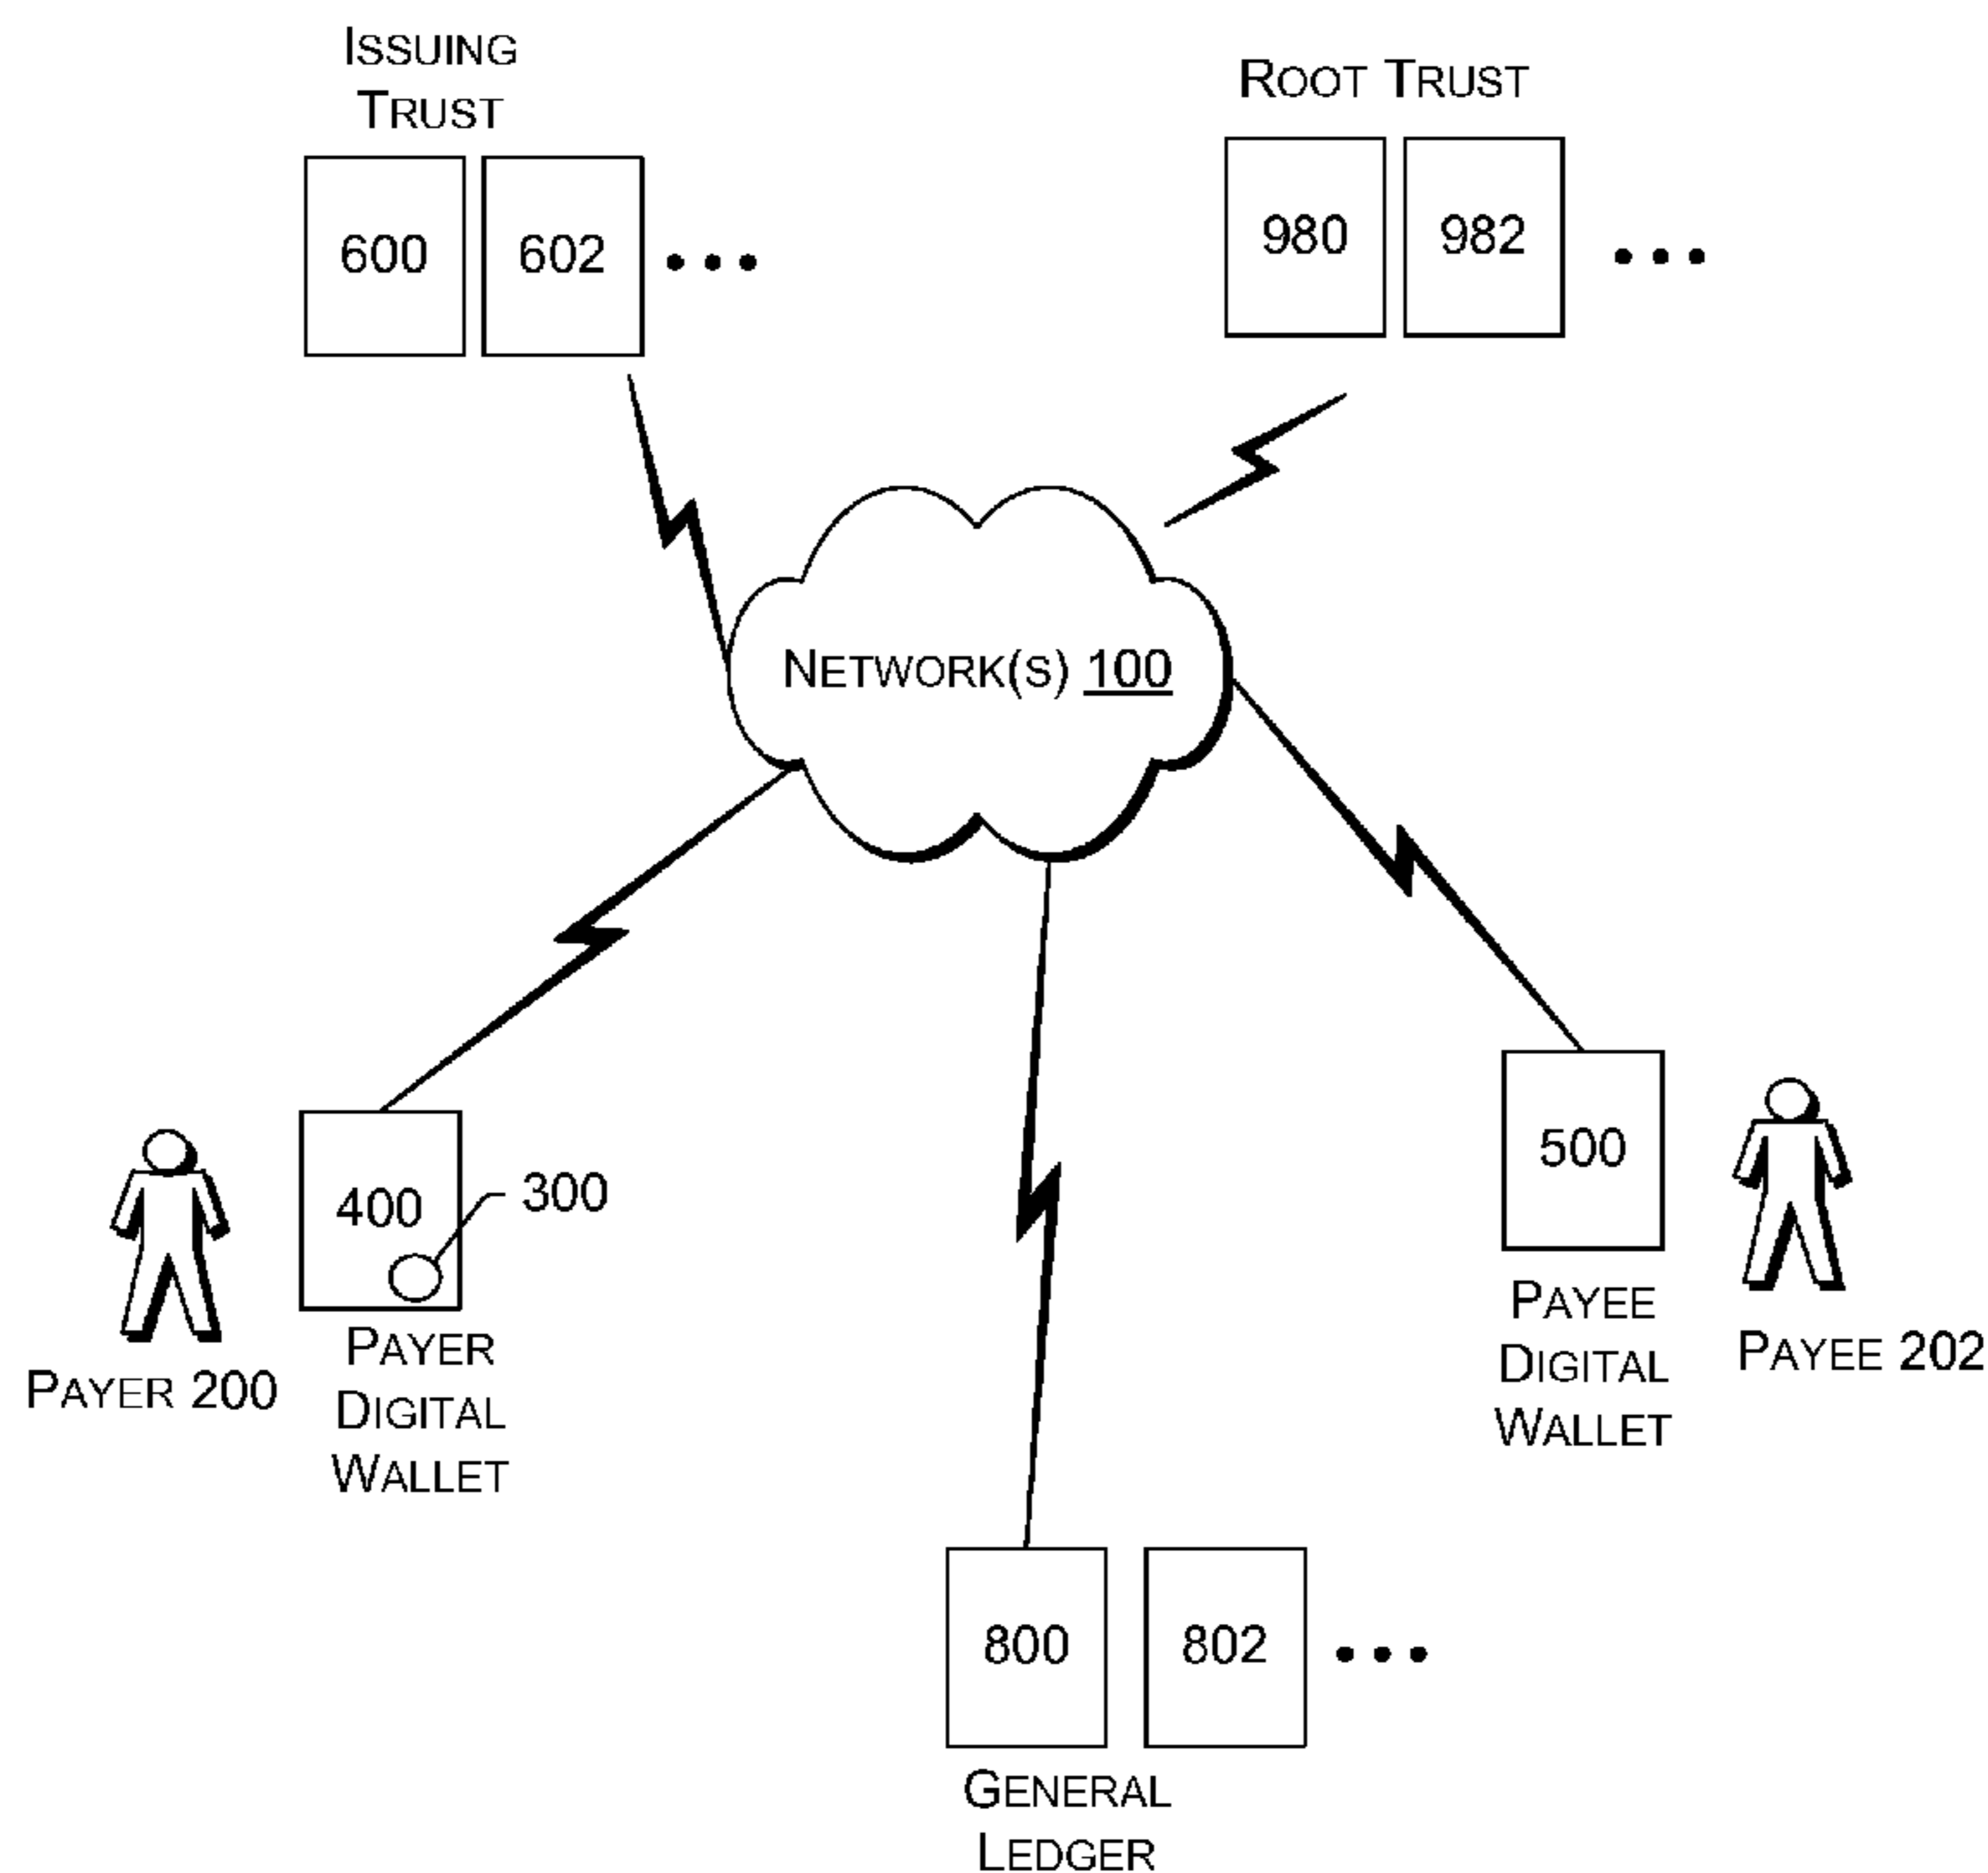 ISSUING
TRUST
ROOT TRUST
600
602
980
982
NETWORK(S) 100
400
300
500
PAYER 200
PAYER
DIGITAL
WALLET
PAYEE
DIGITAL
WALLET
PAYEE 202
800
802
GENERAL
LEDGER